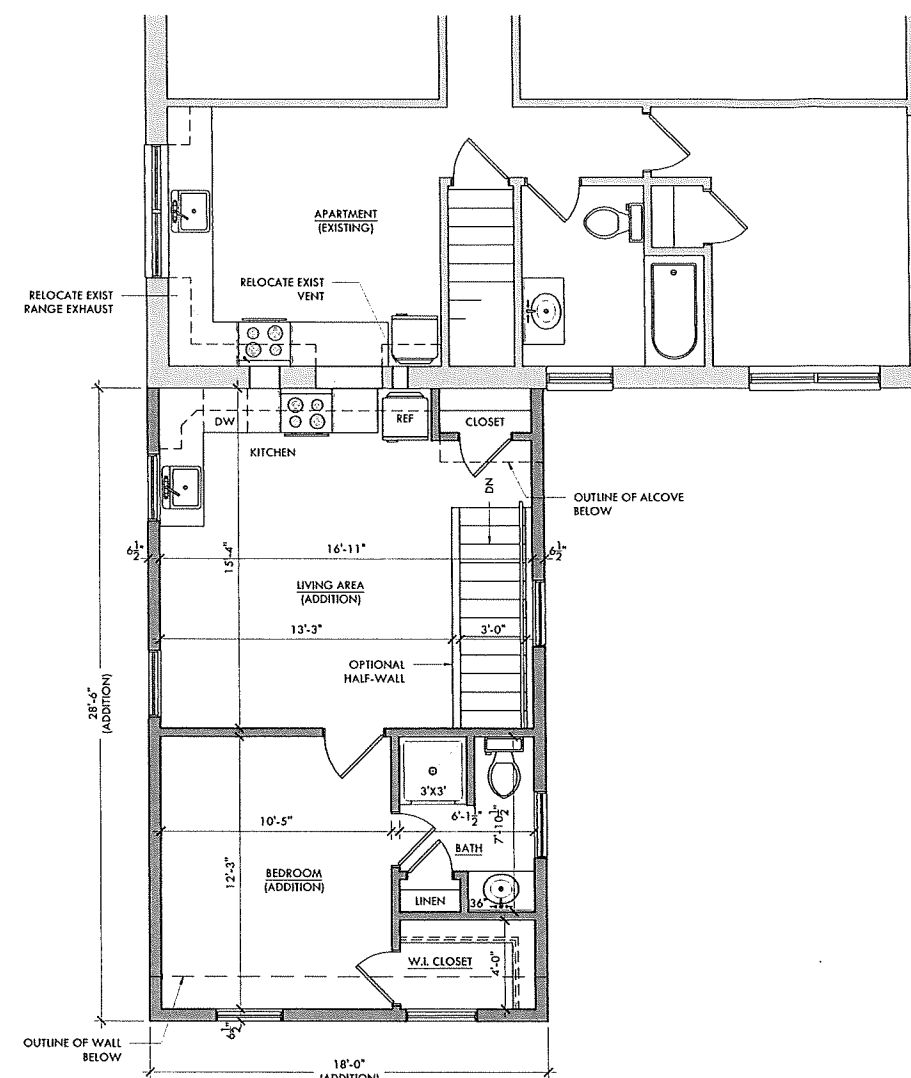 APARTMENT
(EXISTING)
RELOCATE EXIST
VENT
RELOCATE EXIST
RANGE EXHAUST
DW
REF
CLOSET
KITCHEN
DN
OUTLINE OF ALCOVE
BELOW
6½"
16'-11"
6½"
15'-4"
LIVING AREA
(ADDITION)
13'-3"
3'-0"
OPTIONAL
HALF-WALL
28'-6"
(ADDITION)
3'X3'
10'-5"
6'-1½"
7'-10½"
BATH
12'-3"
BEDROOM
(ADDITION)
LINEN
36"
W.I. CLOSET
4'-0"
6½"
OUTLINE OF WALL
BELOW
18'-0"
(ADDITION)